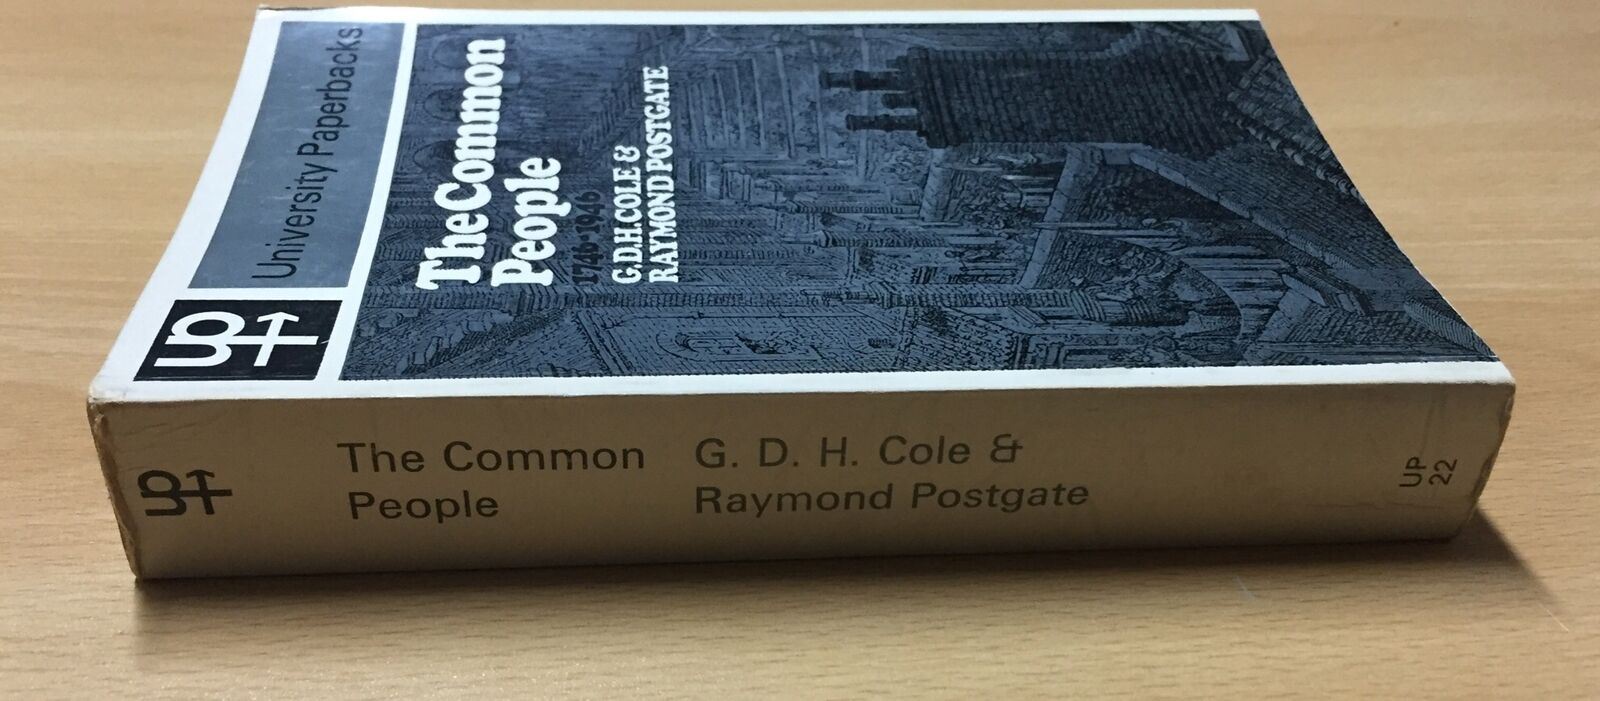 University Paperbacks
up
The Common
People
1746-1946
G.D.H. COLE &
RAYMOND POSTGATE
up
The Common
People
G. D. H. Cole &
Raymond Postgate
UP
22